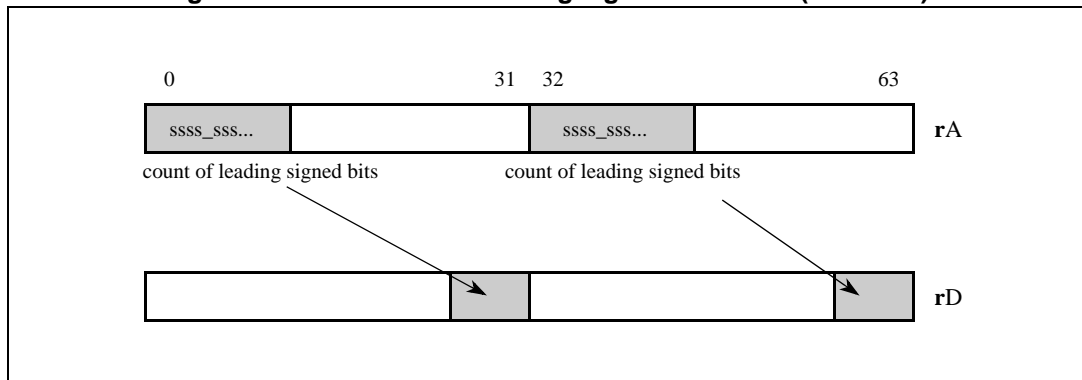 0 31 32 63
ssss_sss... ssss_sss... rA
count of leading signed bits count of leading signed bits
rD